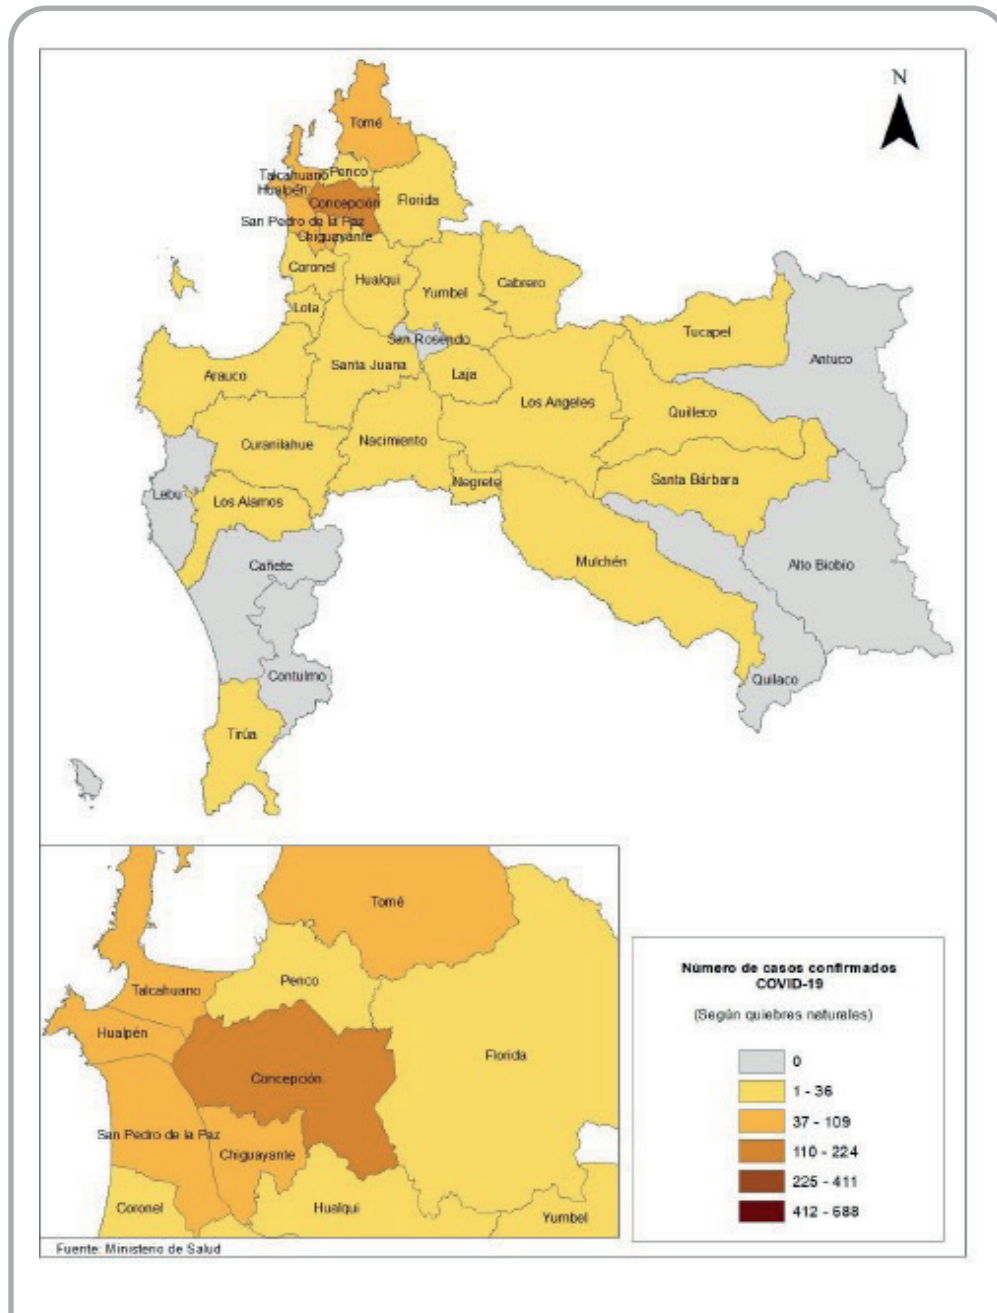 N
Tomé
Penco
Talcahuano
Hualpén
Concepción
Florida
San Pedro de la Paz
Chiguayante
Coronel
Hualqui
Yumbel
Cabrero
Lota
San Rosendo
Tucapel
Antuco
Arauco
Santa Juana
Laja
Los Angeles
Quilleco
Curanilahue
Nacimiento
Negrete
Santa Bárbara
Lebu
Los Alamos
Cañete
Mulchén
Alto Biobio
Contulmo
Quilaco
Tirúa
Tomé
Penco
Talcahuano
Hualpén
Florida
Concepción
San Pedro de la Paz
Chiguayante
Coronel
Hualqui
Yumbel
Fuente: Ministerio de Salud
Número de casos confirmados
COVID-19
(Según quiebres naturales)
0
1 - 36
37 - 109
110 - 224
225 - 411
412 - 688